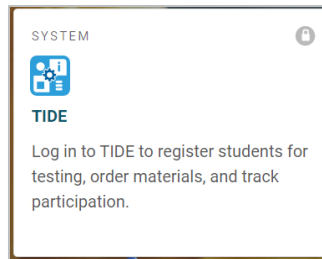 SYSTEM
TIDE
Log in to TIDE to register students for
testing, order materials, and track
participation.